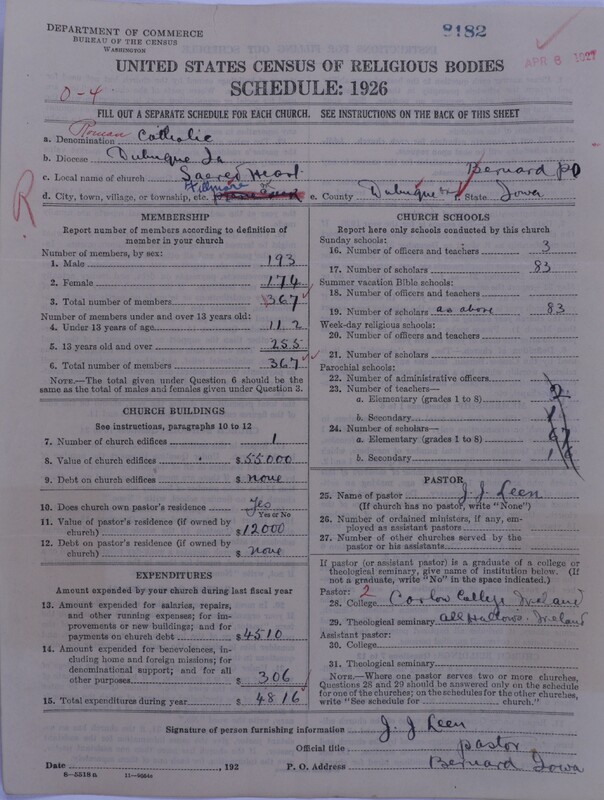 DEPARTMENT OF COMMERCE
BUREAU OF THE CENSUS
WASHINGTON
9182
APR 8 1927
UNITED STATES CENSUS OF RELIGIOUS BODIES
SCHEDULE: 1926
0-4
FILL OUT A SEPARATE SCHEDULE FOR EACH CHURCH. SEE INSTRUCTIONS ON THE BACK OF THIS SHEET
a. Denomination Roman Catholic
b. Diocese Dubuque Ia
c. Local name of church Sacred Heart Bernard PO
d. City, town, village, or township, etc. Fillmore e. County Dubuque f. State Iowa
R
MEMBERSHIP
Report number of members according to definition of
member in your church
Number of members, by sex:
1. Male 193
2. Female 174
3. Total number of members 367
Number of members under and over 13 years old:
4. Under 13 years of age 112
5. 13 years old and over 255
6. Total number of members 367
NOTE.—The total given under Question 6 should be
the same as the total of males and females given under Question 3.
CHURCH BUILDINGS
See instructions, paragraphs 10 to 12
7. Number of church edifices 1
8. Value of church edifices $ 55000
9. Debt on church edifices $ none
10. Does church own pastor's residence Yes
Yes or No
11. Value of pastor's residence (if owned by
church) $ 12000
12. Debt on pastor's residence (if owned by
church) $ none
EXPENDITURES
Amount expended by your church during last fiscal year
13. Amount expended for salaries, repairs,
and other running expenses; for im-
provements or new buildings; and for
payments on church debt $ 4510
14. Amount expended for benevolences, in-
cluding home and foreign missions; for
denominational support; and for all
other purposes $ 306
15. Total expenditures during year $ 4816
CHURCH SCHOOLS
Report here only schools conducted by this church
Sunday schools:
16. Number of officers and teachers 3
17. Number of scholars 83
Summer vacation Bible schools:
18. Number of officers and teachers
19. Number of scholars as above 83
Week-day religious schools:
20. Number of officers and teachers
21. Number of scholars
Parochial schools:
22. Number of administrative officers
23. Number of teachers—
a. Elementary (grades 1 to 8) 2
b. Secondary 1
24. Number of scholars—
a. Elementary (grades 1 to 8) 67
b. Secondary
PASTOR
25. Name of pastor J. J. Leen
(If church has no pastor, write "None")
26. Number of ordained ministers, if any, em-
ployed as assistant pastors
27. Number of other churches served by the
pastor or his assistants
If pastor (or assistant pastor) is a graduate of a college or
theological seminary, give name of institution below. (If
not a graduate, write "No" in the space indicated.)
Pastor: 2
28. College Carlow College Ireland
29. Theological seminary All Hallows Ireland
Assistant pastor:
30. College
31. Theological seminary
NOTE.—Where one pastor serves two or more churches,
Questions 28 and 29 should be answered only on the schedule
for one of the churches; on the schedules for the other churches,
write "See schedule for church."
Signature of person furnishing information J. J. Leen
Official title pastor
Date , 192 P. O. Address Bernard Iowa
8—5518a